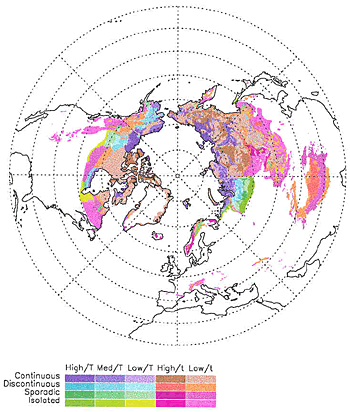 High/T Med/T Low/T High/t Low/t
Continuous
Discontinuous
Sporadic
Isolated